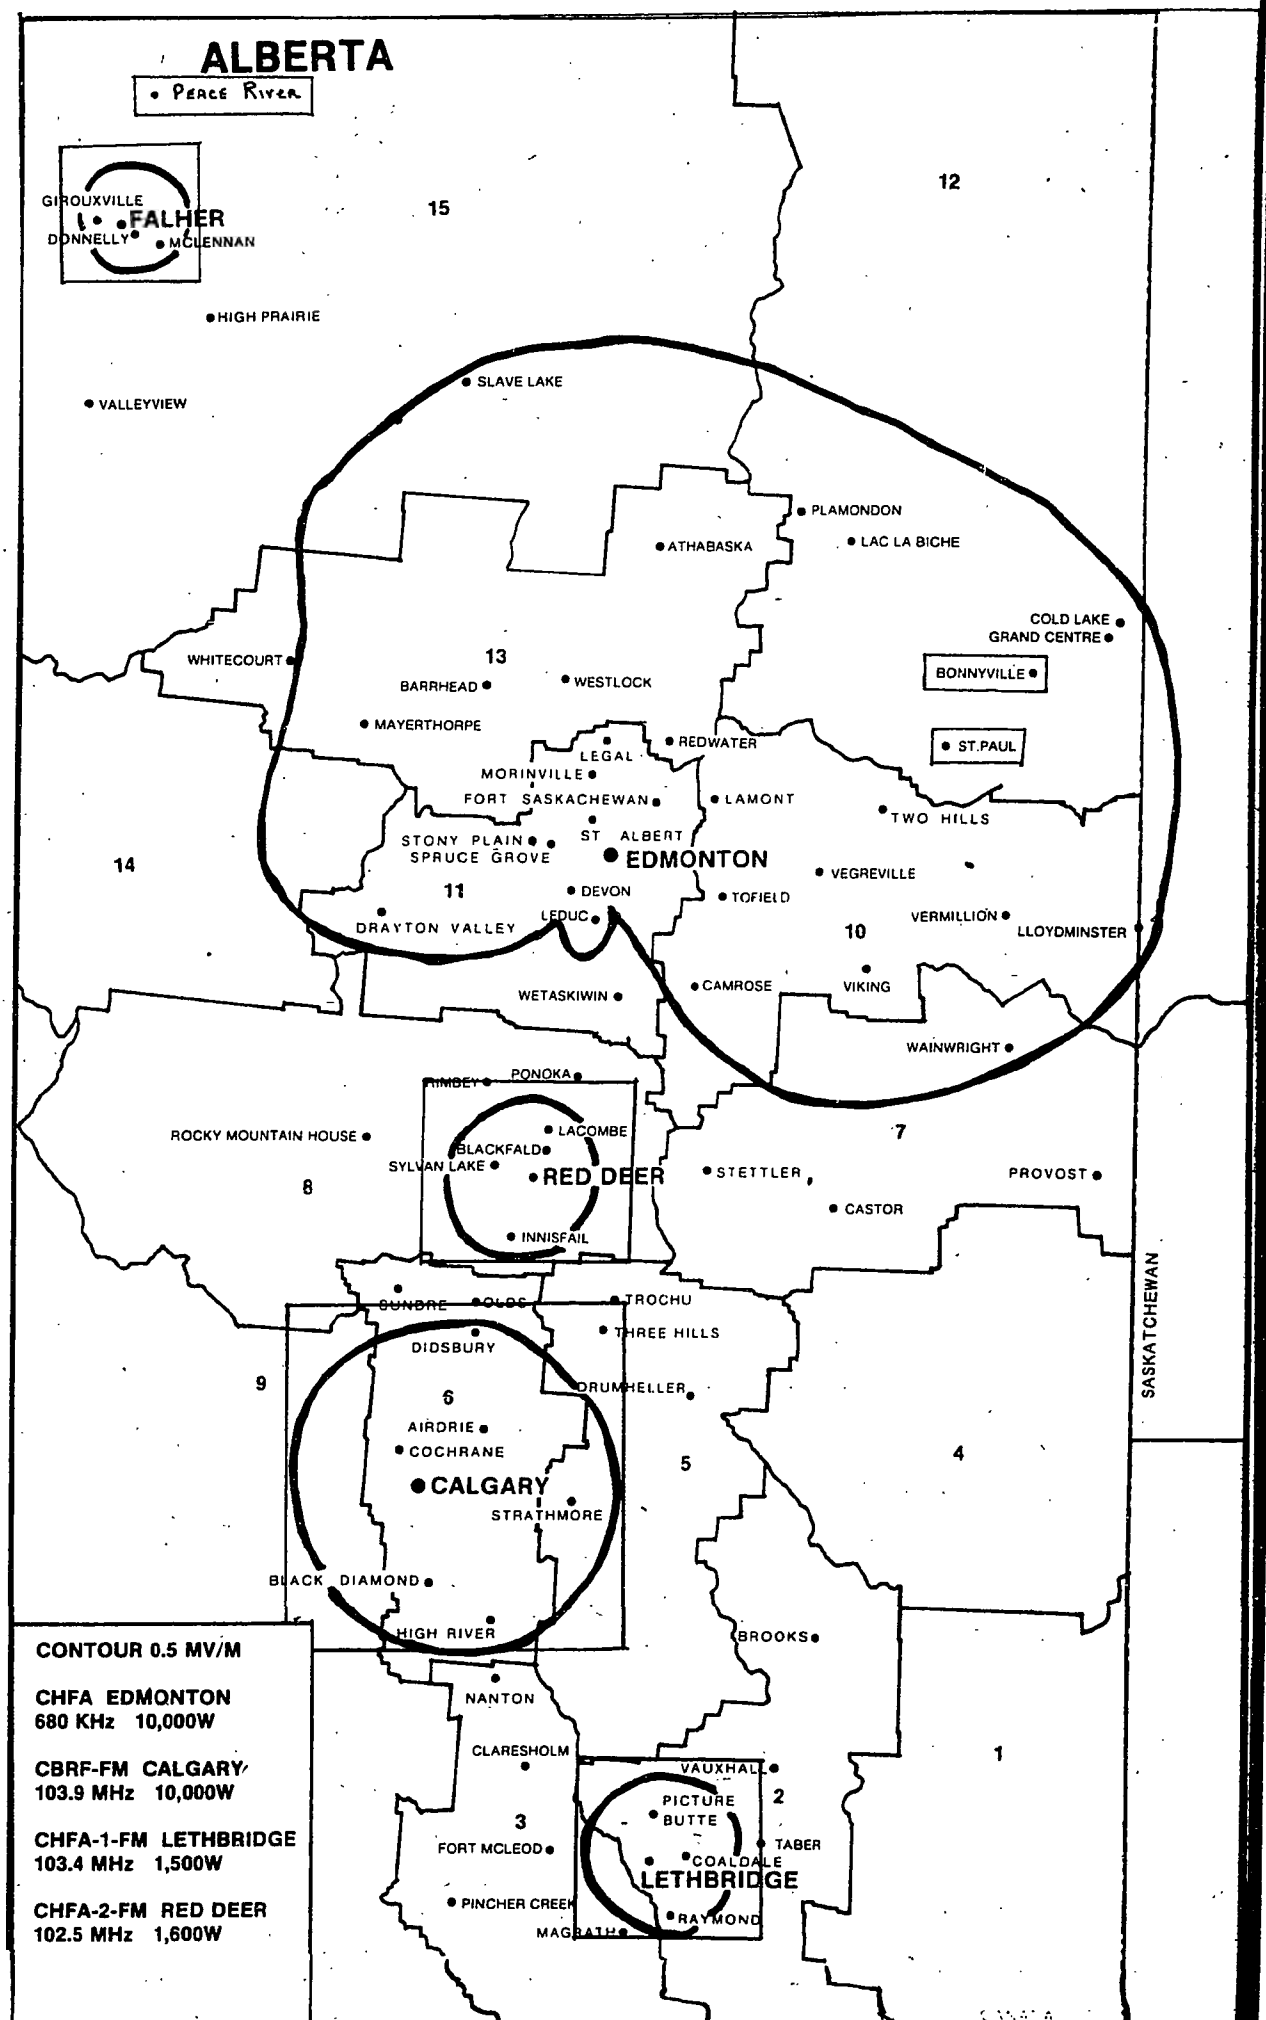 ALBERTA
• PEACE RIVER
12
15
GIROUXVILLE
FALHER
DONNELLY
MCLENNAN
HIGH PRAIRIE
SLAVE LAKE
VALLEYVIEW
PLAMONDON
ATHABASKA
LAC LA BICHE
COLD LAKE
GRAND CENTRE
13
WHITECOURT
BONNYVILLE
BARRHEAD
WESTLOCK
MAYERTHORPE
REDWATER
ST.PAUL
LEGAL
MORINVILLE
FORT SASKACHEWAN
LAMONT
TWO HILLS
ST ALBERT
STONY PLAIN
SPRUCE GROVE
EDMONTON
14
VEGREVILLE
11
DEVON
TOFIELD
LEDUC
VERMILLION
DRAYTON VALLEY
10
LLOYDMINSTER
CAMROSE
VIKING
WETASKIWIN
WAINWRIGHT
RIMBEY
PONOKA
LACOMBE
7
ROCKY MOUNTAIN HOUSE
BLACKFALD
SYLVAN LAKE
RED DEER
STETTLER
PROVOST
8
CASTOR
INNISFAIL
SUNDRE
OLDS
TROCHU
SASKATCHEWAN
THREE HILLS
DIDSBURY
9
6
DRUMHELLER
AIRDRIE
COCHRANE
5
4
CALGARY
STRATHMORE
BLACK DIAMOND
HIGH RIVER
BROOKS
NANTON
CLARESHOLM
1
VAUXHALL
2
PICTURE
BUTTE
3
FORT MCLEOD
TABER
COALDALE
LETHBRIDGE
PINCHER CREEK
RAYMOND
MAGRATH
CONTOUR 0.5 MV/M
CHFA EDMONTON
680 KHz 10,000W
CBRF-FM CALGARY
103.9 MHz 10,000W
CHFA-1-FM LETHBRIDGE
103.4 MHz 1,500W
CHFA-2-FM RED DEER
102.5 MHz 1,600W